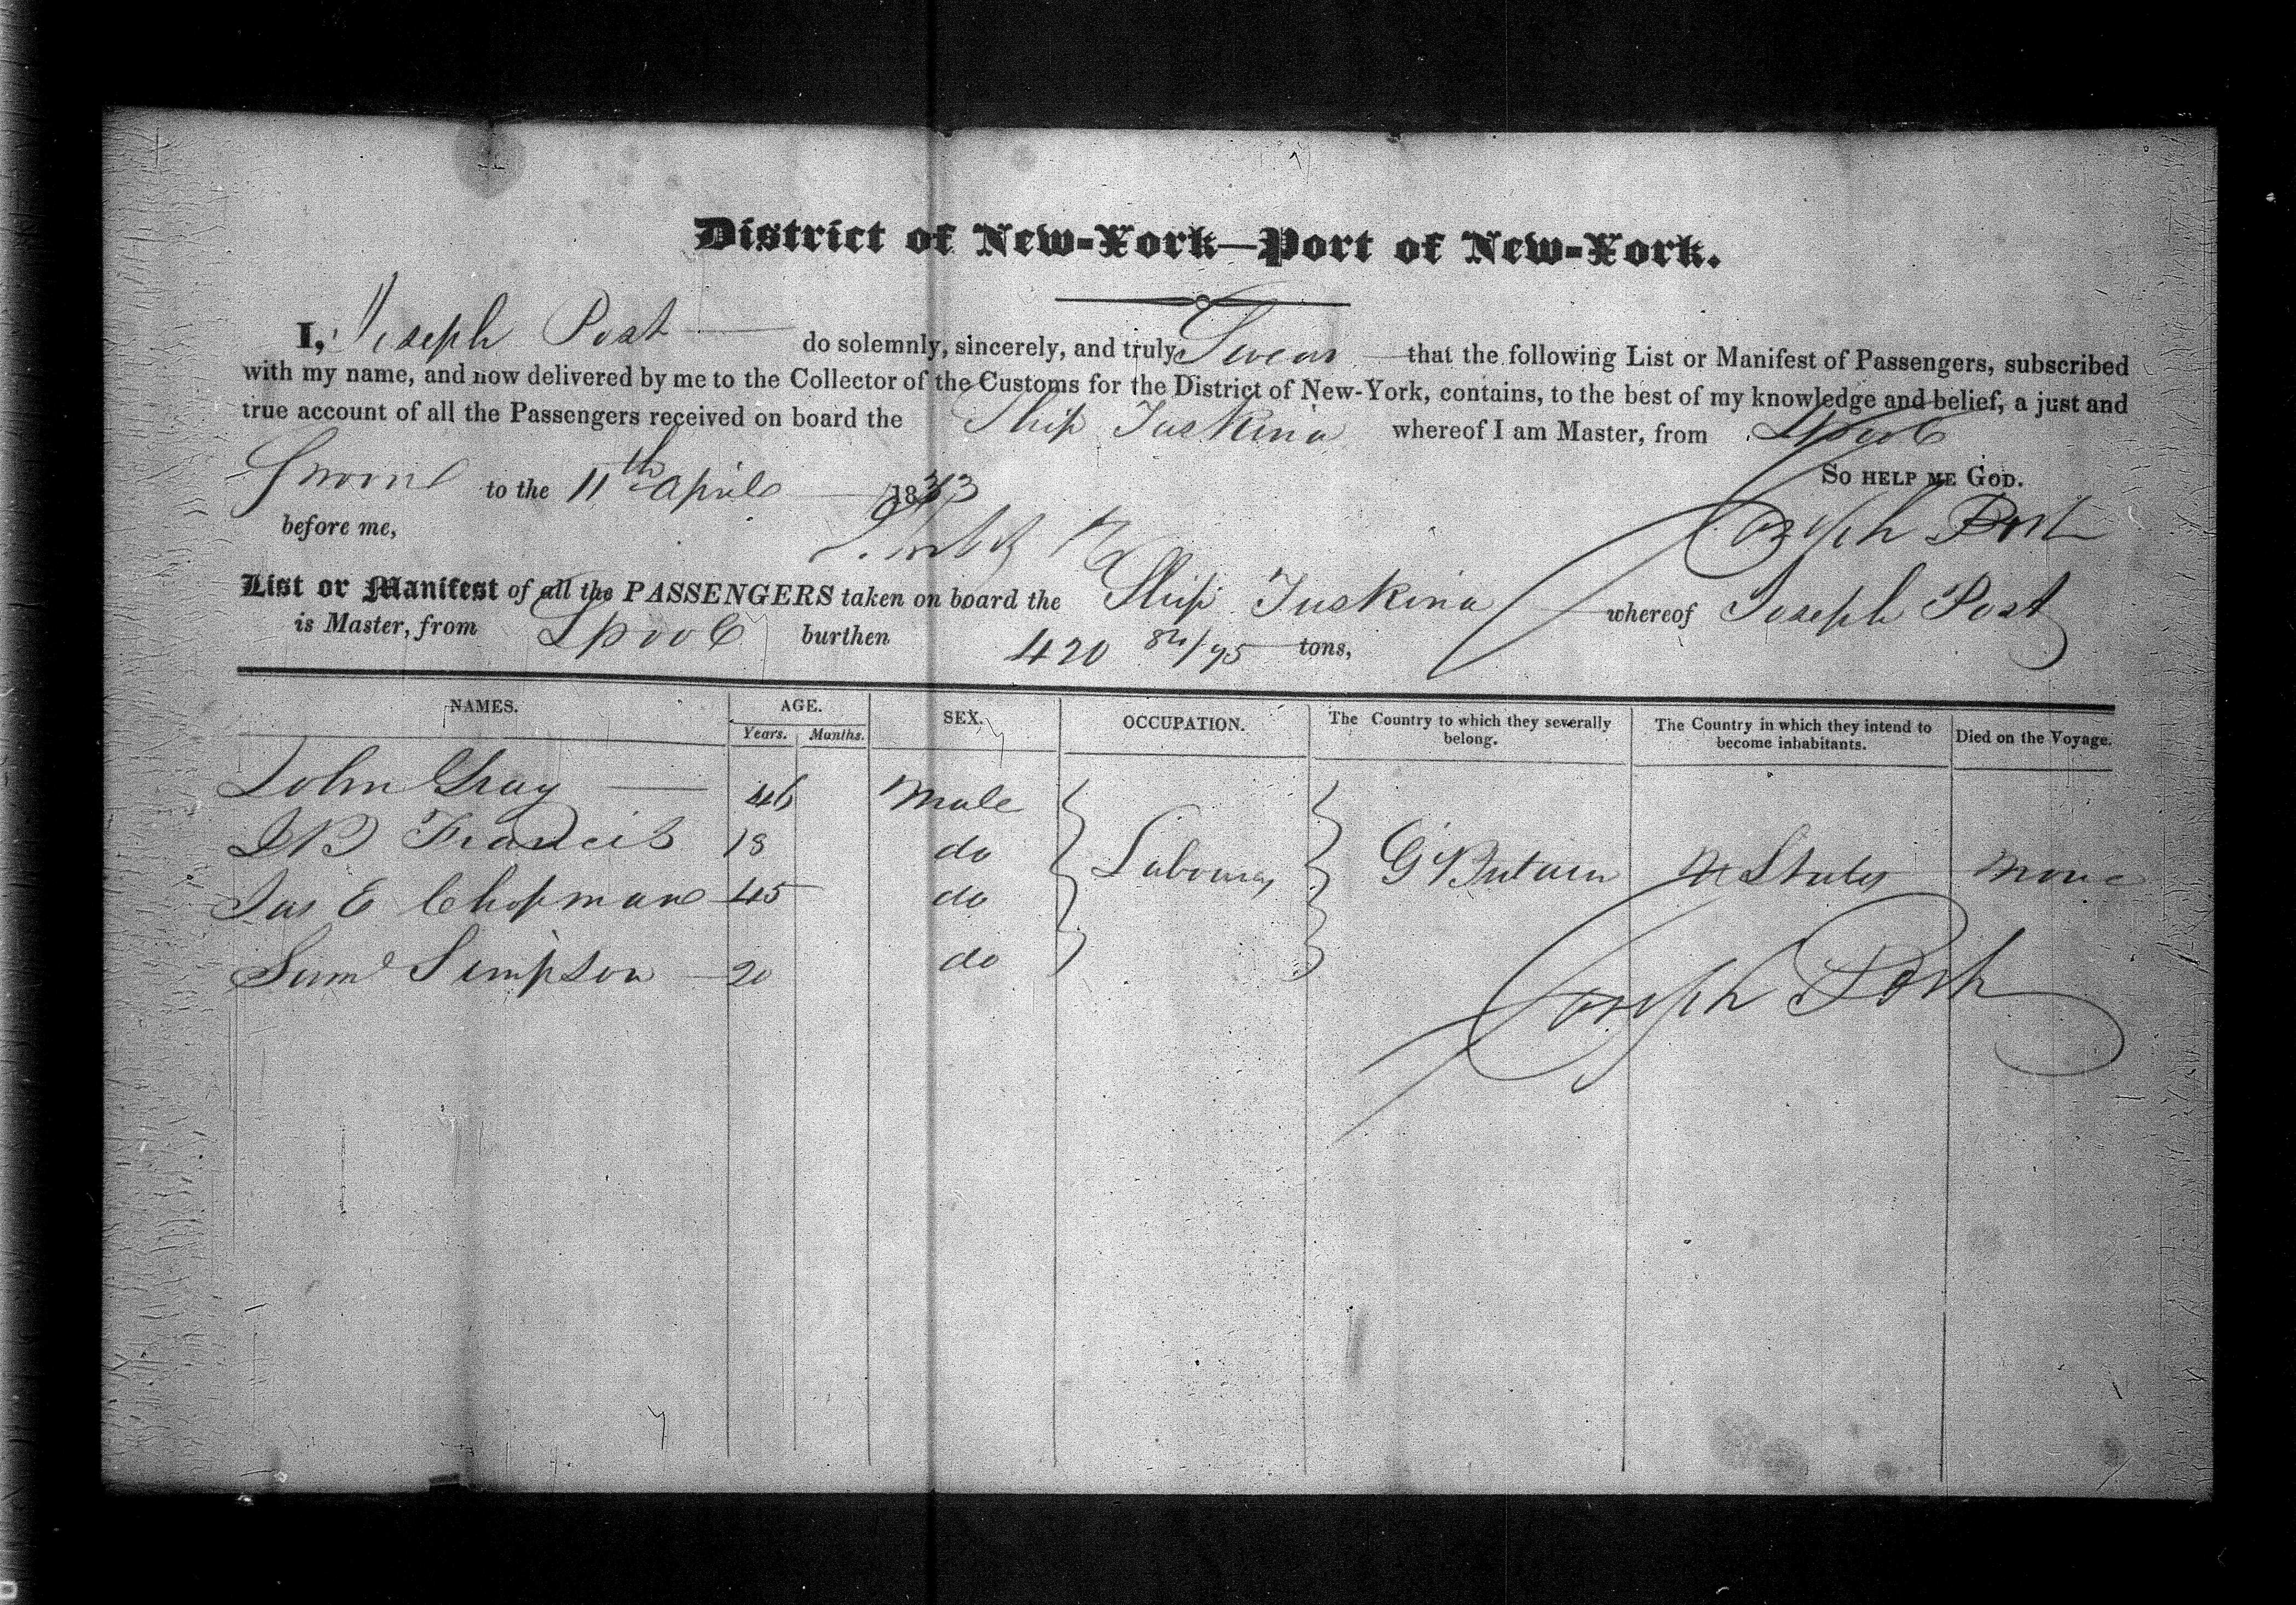 District of New-York—Port of New-York.
I, Joseph Post do solemnly, sincerely, and truly Swear that the following List or Manifest of Passengers, subscribed
with my name, and now delivered by me to the Collector of the Customs for the District of New-York, contains, to the best of my knowledge and belief, a just and
true account of all the Passengers received on board the Ship Tuskina whereof I am Master, from Lpool
Sworn to the 11th April 1833 So help me God.
before me, Joseph Post
List or Manifest of all the PASSENGERS taken on board the Ship Tuskina whereof Joseph Post
is Master, from Lpool burthen 420 84/95 tons,
NAMES. AGE. SEX. OCCUPATION. The Country to which they severally belong. The Country in which they intend to become inhabitants. Died on the Voyage.
Years. Months.
John Gray 46 Male
J B Francis 18 do
Labourers G Britain U States None
Jas E Chapman 45 do
Saml Simpson 20 do
Joseph Post